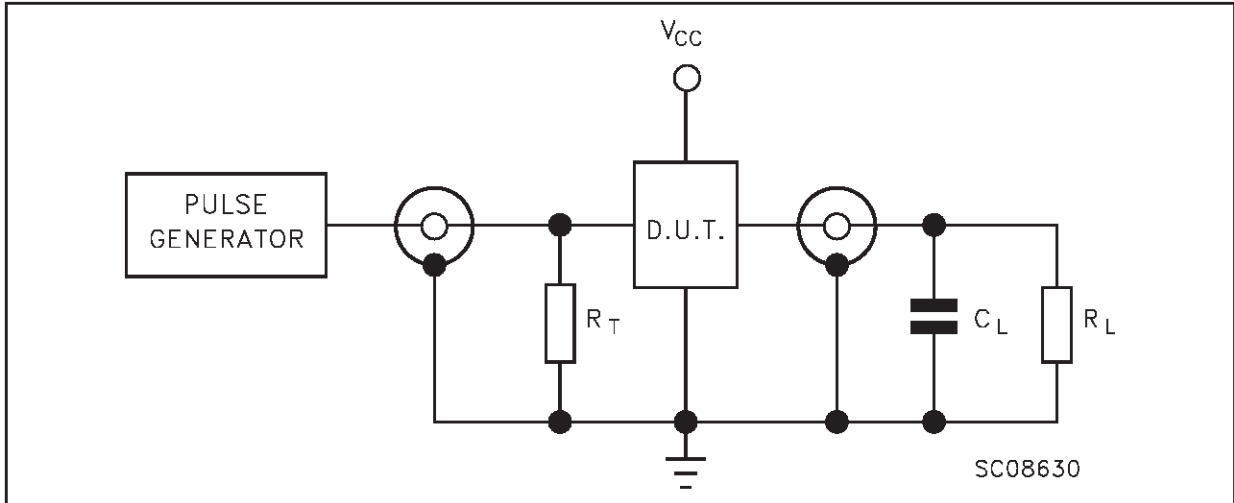 VCC
PULSE
GENERATOR
D.U.T.
RT
CL
RL
SC08630